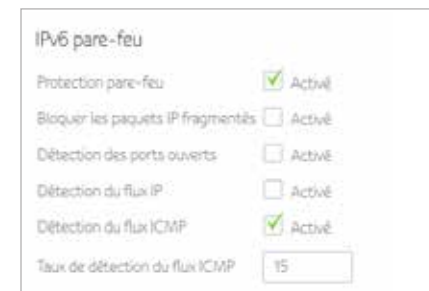 IPv6 pare-feu
Protection pare-feu Activé
Bloquer les paquets IP fragmentés Activé
Détection des ports ouverts Activé
Détection du flux IP Activé
Détection du flux ICMP Activé
Taux de détection du flux ICMP 15